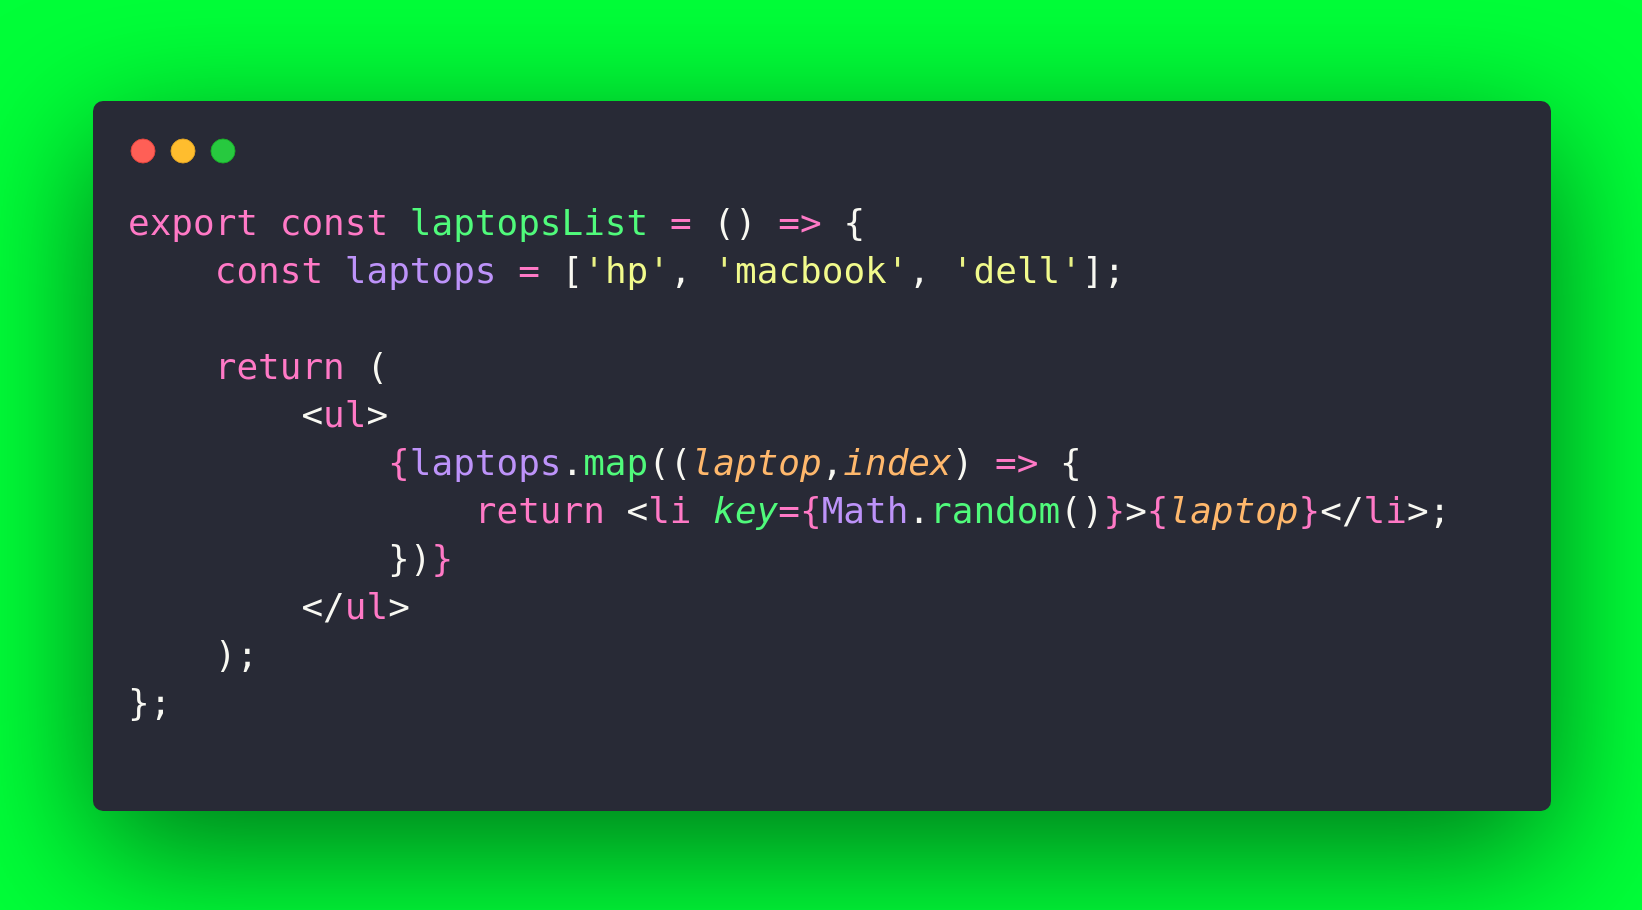 export const laptopsList = () => {
    const laptops = ['hp', 'macbook', 'dell'];

    return (
        <ul>
            {laptops.map((laptop,index) => {
                return <li key={Math.random()}>{laptop}</li>;
            })}
        </ul>
    );
};